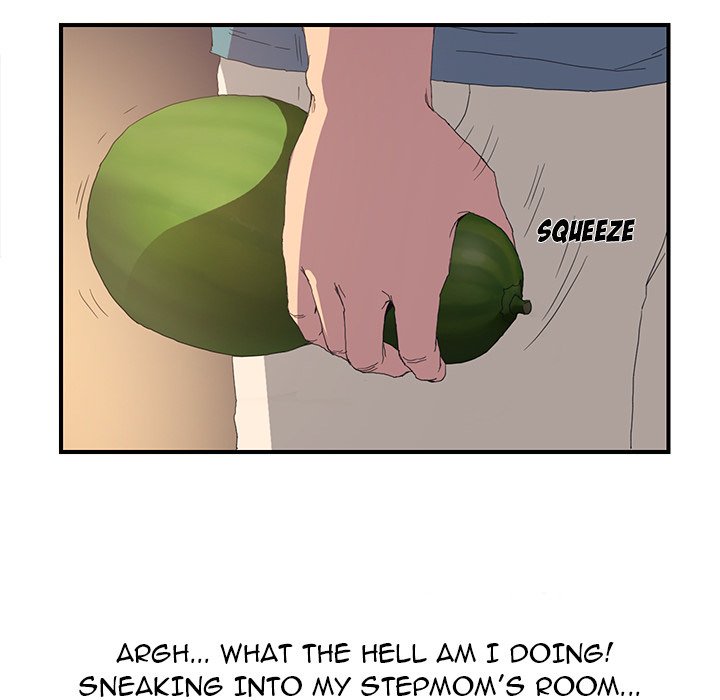 SQUEEZE
ARGH... WHAT THE HELL AM I DOING!
SNEAKING INTO MY STEPMOM'S ROOM...